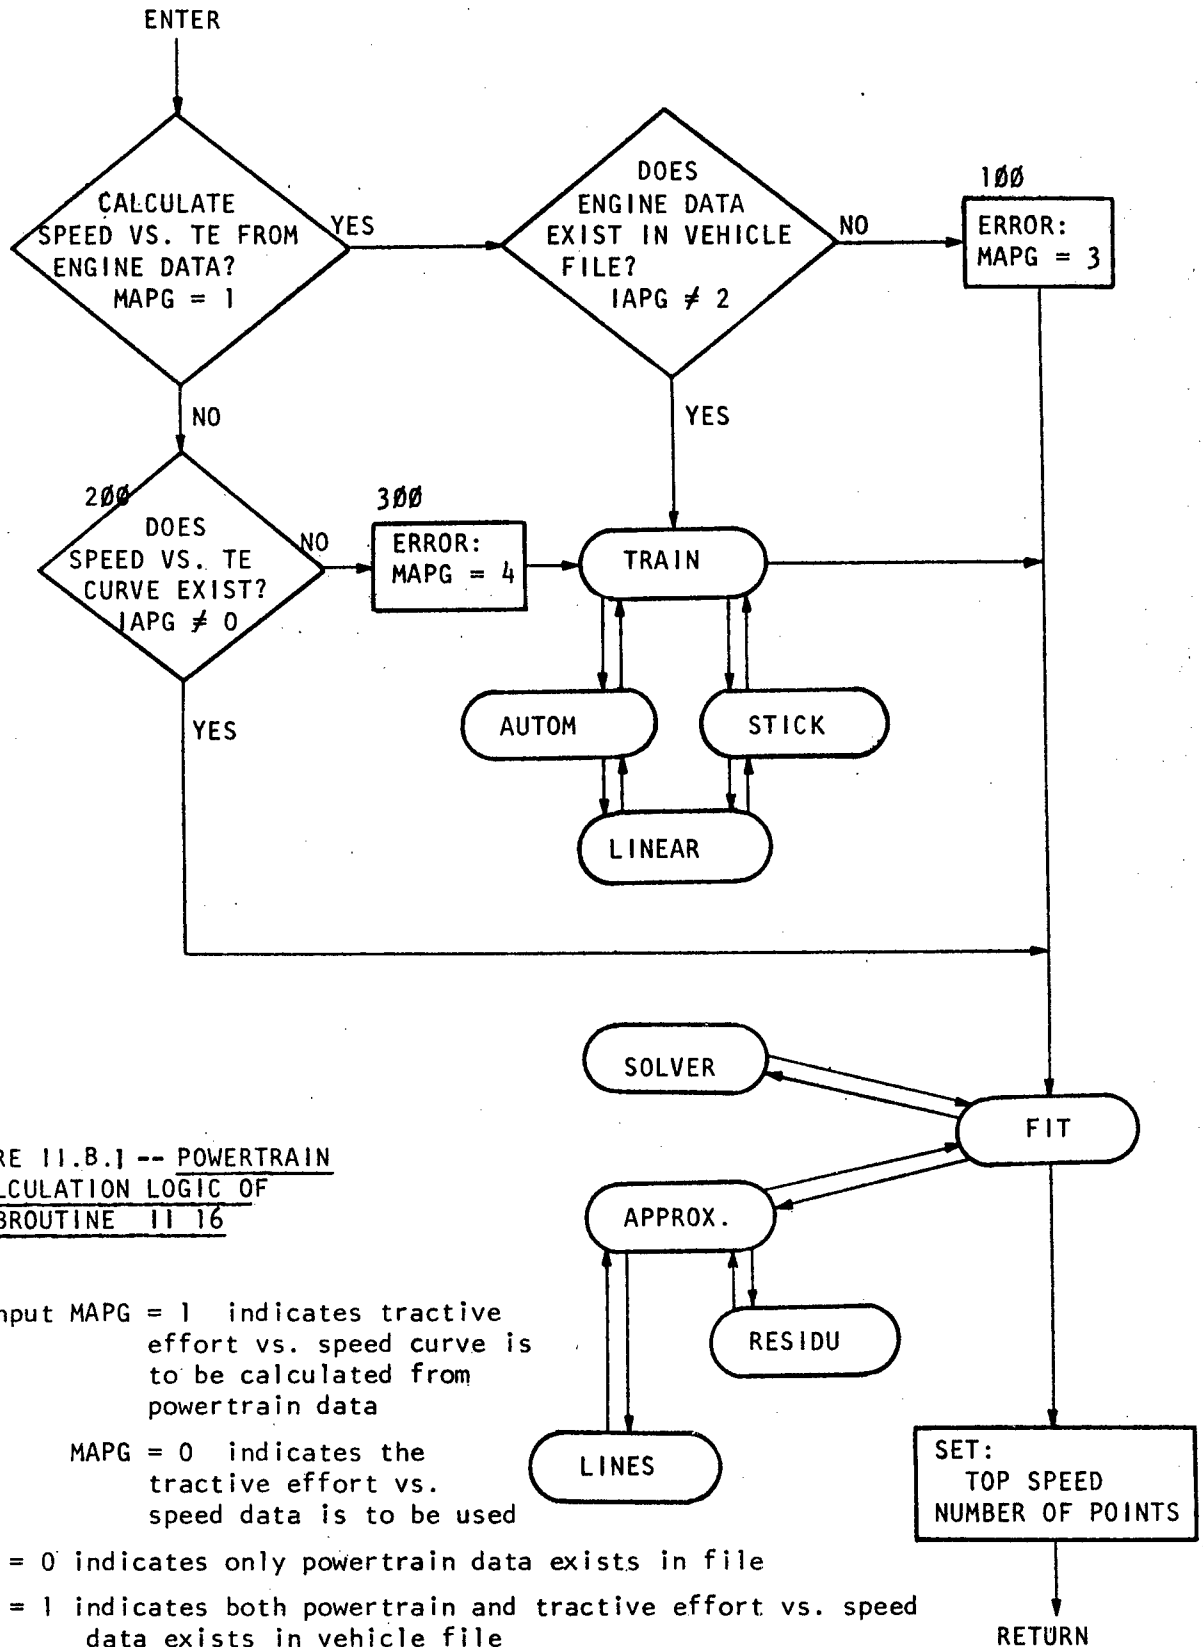 ENTER
CALCULATE
SPEED VS. TE FROM
ENGINE DATA?
MAPG = 1
YES
DOES
ENGINE DATA
EXIST IN VEHICLE
FILE?
IAPG ≠ 2
NO
100
ERROR:
MAPG = 3
NO
YES
200
DOES
SPEED VS. TE
CURVE EXIST?
IAPG ≠ 0
NO
300
ERROR:
MAPG = 4
TRAIN
YES
AUTOM
STICK
LINEAR
SOLVER
FIT
APPROX.
RESIDU
LINES
SET:
TOP SPEED
NUMBER OF POINTS
RETURN
RE II.B.1 -- POWERTRAIN
LCULATION LOGIC OF
BROUTINE II 16
nput MAPG = 1 indicates tractive
effort vs. speed curve is
to be calculated from
powertrain data
MAPG = 0 indicates the
tractive effort vs.
speed data is to be used
= 0 indicates only powertrain data exists in file
= 1 indicates both powertrain and tractive effort vs. speed
data exists in vehicle file